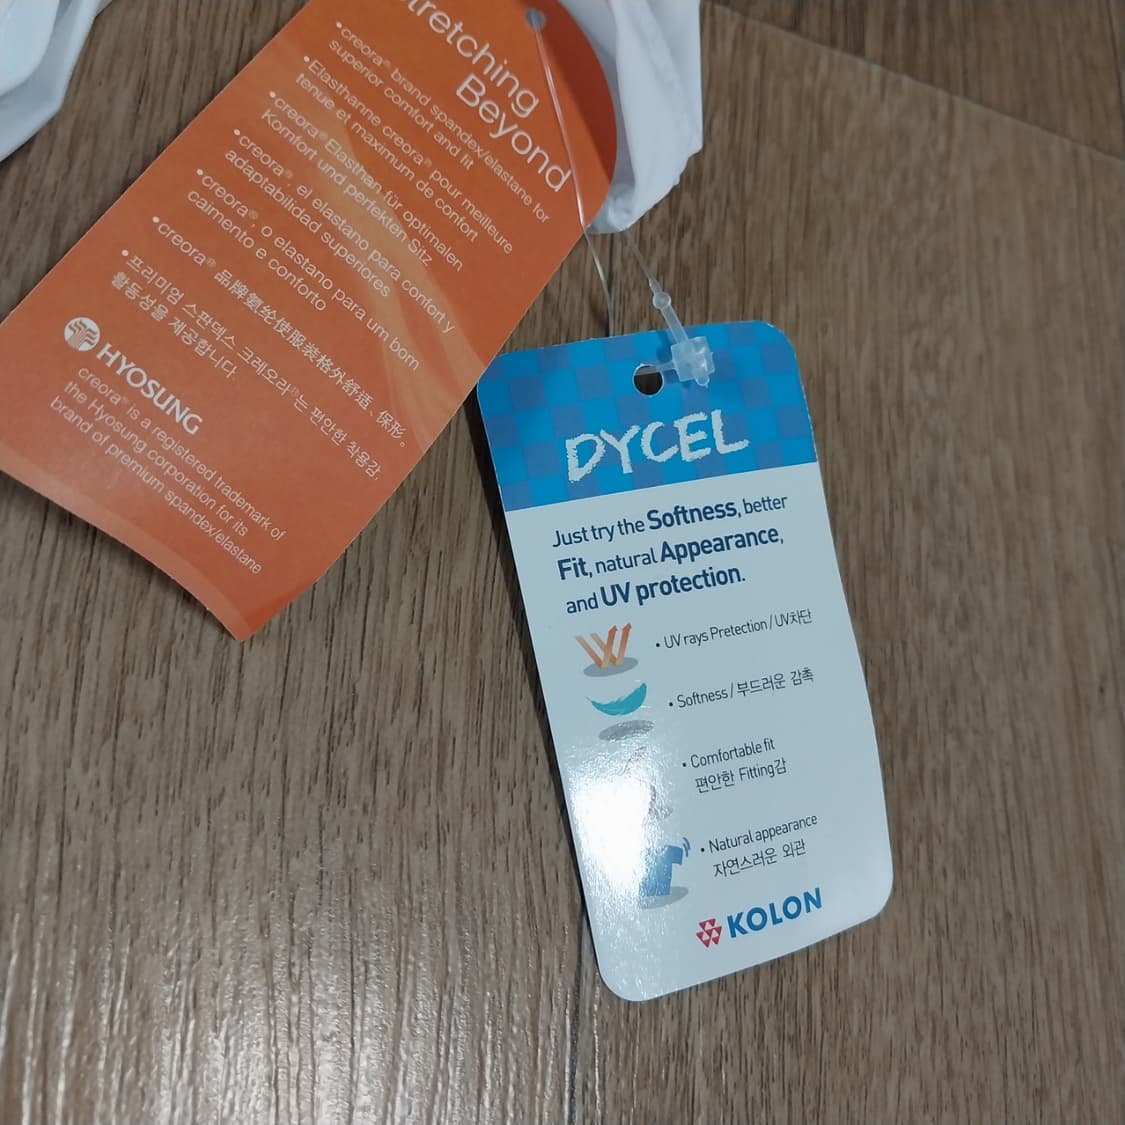 Stretching
Beyond
•creora® brand spandex/elastane for
superior comfort and fit
•Elasthanne creora® pour meilleure
tenue et maximum de confort
•creora® Elasthan für optimalen
Komfort und perfekten Sitz
•creora®, el elastano para confort y
adaptabilidad superiores
•creora®, o elastano para um bom
caimento e conforto
•creora® 品牌氨纶使服装格外舒适、保形。
•프리미엄 스판덱스 크레오라®는 편안한 착용감,
활동성을 제공합니다.
HYOSUNG
creora® is a registered trademark of
the Hyosung corporation for its
brand of premium spandex/elastane
DYCEL
Just try the Softness, better
Fit, natural Appearance,
and UV protection.
• UV rays Pretection / UV차단
• Softness / 부드러운 감촉
• Comfortable fit
편안한 Fitting감
• Natural appearance
자연스러운 외관
KOLON